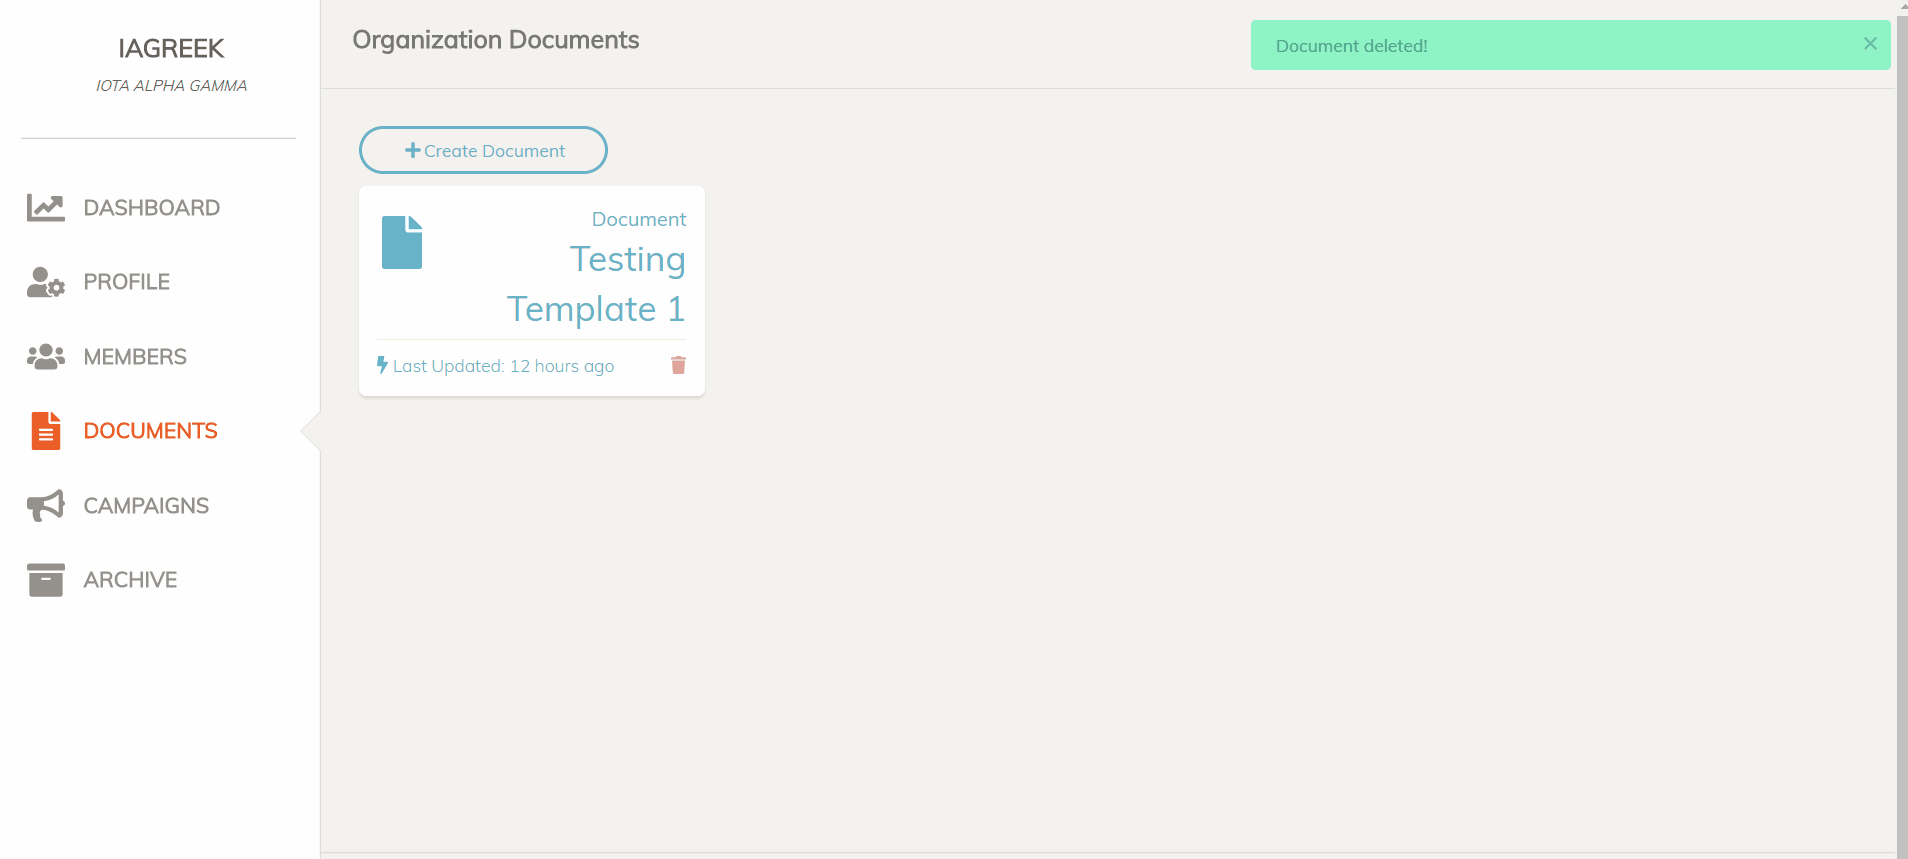 IAGREEK
IOTA ALPHA GAMMA
DASHBOARD
PROFILE
MEMBERS
DOCUMENTS
CAMPAIGNS
ARCHIVE
Organization Documents
Document deleted!
Create Document
Document
Testing
Template 1
Last Updated: 12 hours ago